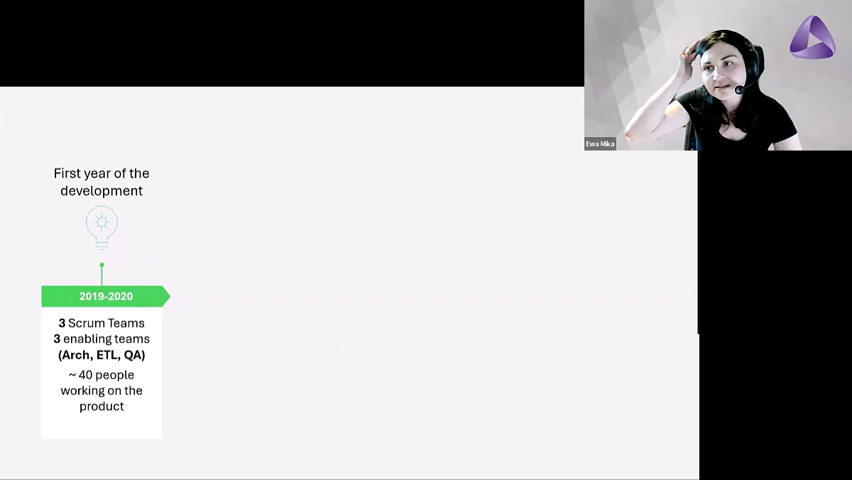 Ewa Mika
First year of the
development
2019-2020
3 Scrum Teams
3 enabling teams
(Arch, ETL, QA)
~ 40 people
working on the
product